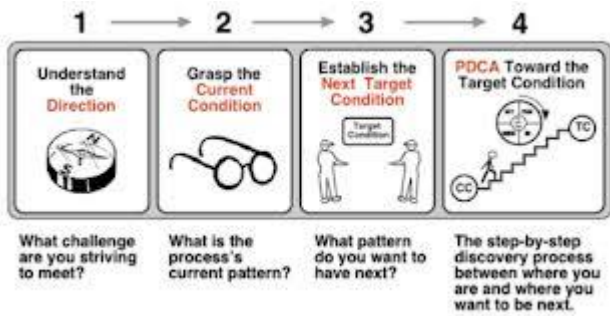 1
2
3
4
Understand
the
Direction
Grasp the
Current
Condition
Establish the
Next Target
Condition
Target
Condition
PDCA Toward the
Target Condition
CC
TC
What challenge
are you striving
to meet?
What is the
process's
current pattern?
What pattern
do you want to
have next?
The step-by-step
discovery process
between where you
are and where you
want to be next.